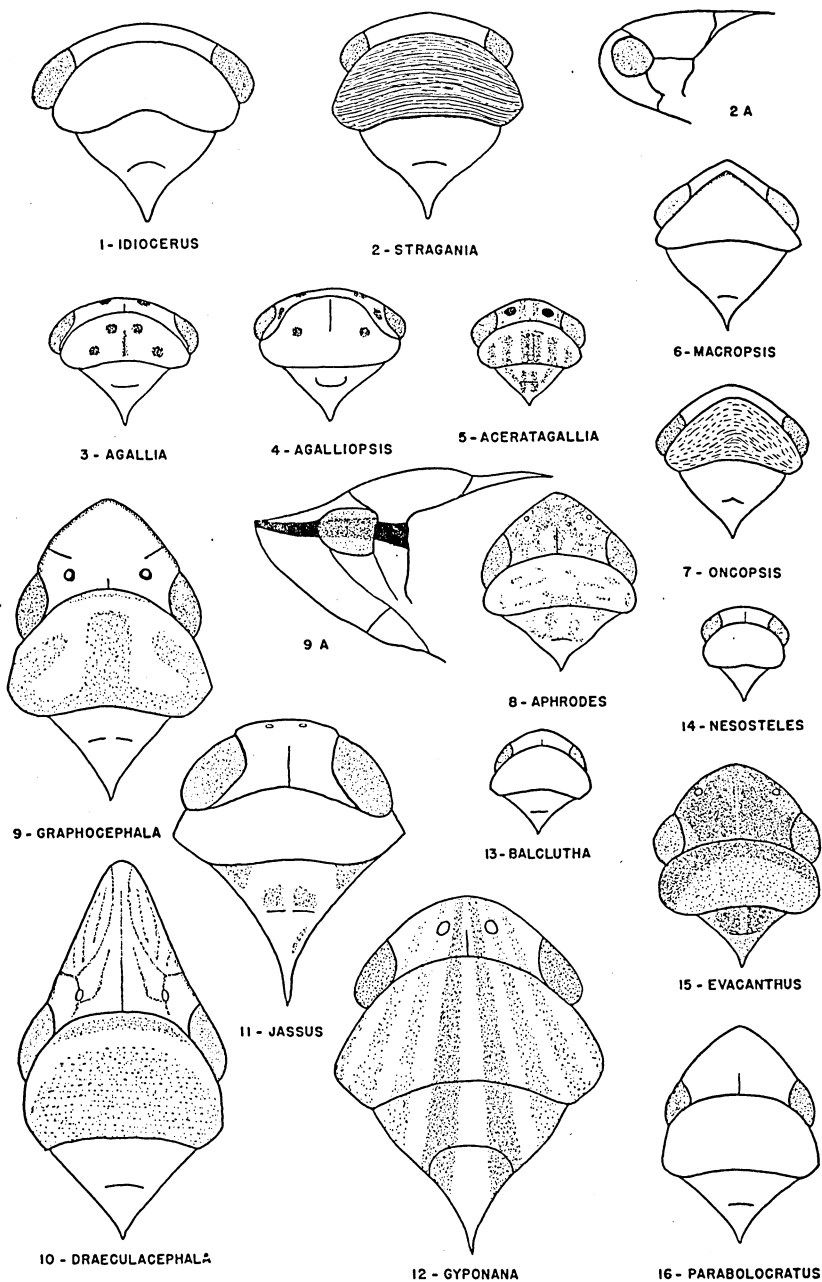 2 A
1 - IDIOCERUS
2 - STRAGANIA
6 - MACROPSIS
3 - AGALLIA
4 - AGALLIOPSIS
5 - ACERATAGALLIA
7 - ONCOPSIS
9 A
8 - APHRODES
14 - NESOSTELES
9 - GRAPHOCEPHALA
13 - BALCLUTHA
15 - EVACANTHUS
11 - JASSUS
10 - DRAECULACEPHALA
12 - GYPONANA
16 - PARABOLOCRATUS